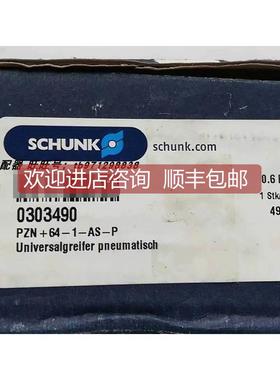 SCHUNK
schunk.com
欢迎进店咨询 顺丰包邮
0303490
0.6
1 Stk
49
PZN+64-1-AS-P
Universalgreifer pneumatisch